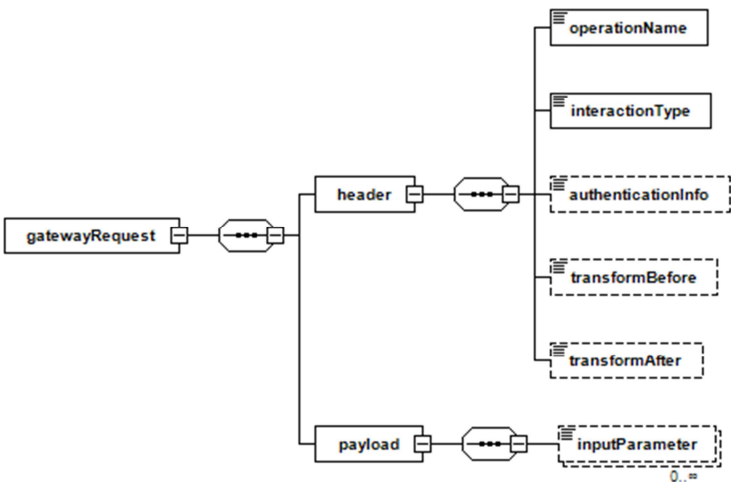 operationName
interactionType
header
authenticationInfo
gatewayRequest
transformBefore
transformAfter
payload
inputParameter
0..∞